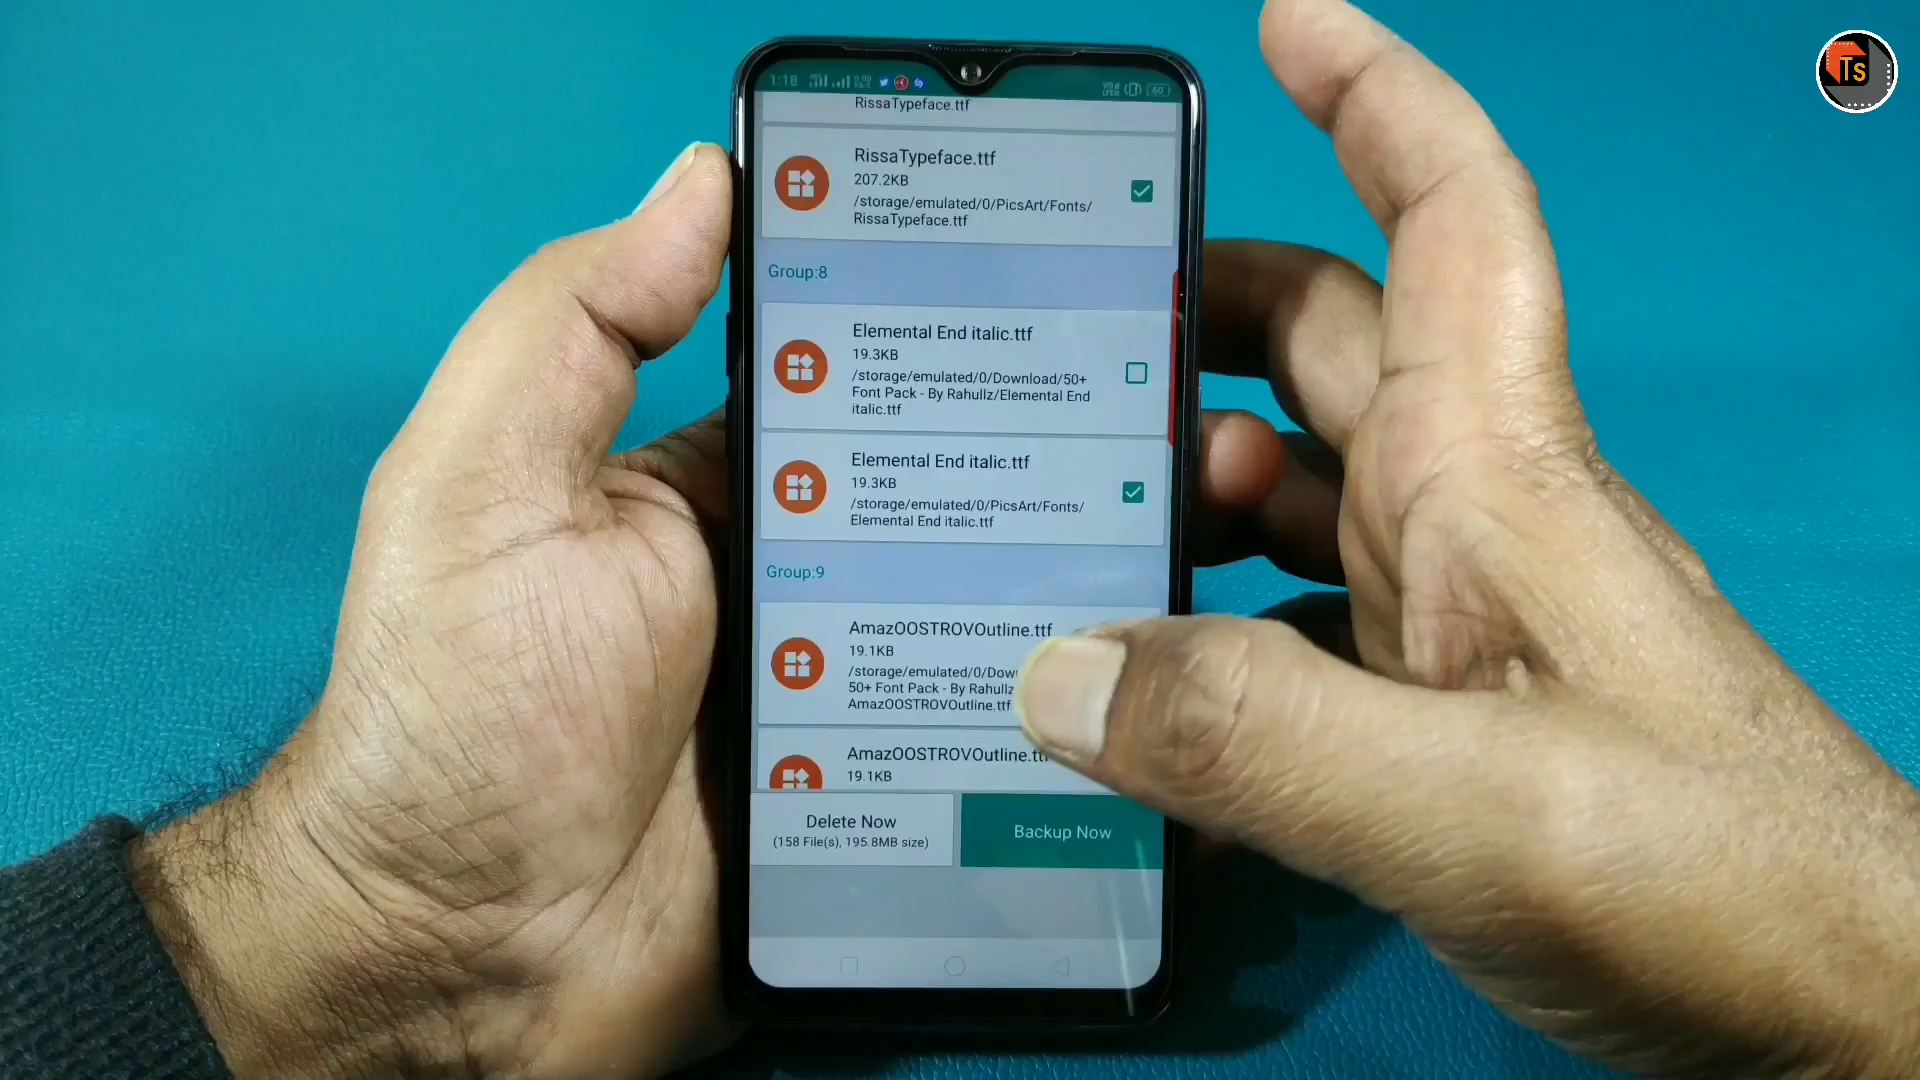 1:18
60
RissaTypeface.ttf
RissaTypeface.ttf
207.2KB
/storage/emulated/0/PicsArt/Fonts/
RissaTypeface.ttf
Group:8
Elemental End italic.ttf
19.3KB
/storage/emulated/0/Download/50+
Font Pack - By Rahullz/Elemental End
italic.ttf
Elemental End italic.ttf
19.3KB
/storage/emulated/0/PicsArt/Fonts/
Elemental End italic.ttf
Group:9
AmazOOSTROVOutline.ttf
19.1KB
/storage/emulated/0/Dow
50+ Font Pack - By Rahullz
AmazOOSTROVOutline.ttf
AmazOOSTROVOutline.ttf
19.1KB
Delete Now
(158 File(s), 195.8MB size)
Backup Now
Ts